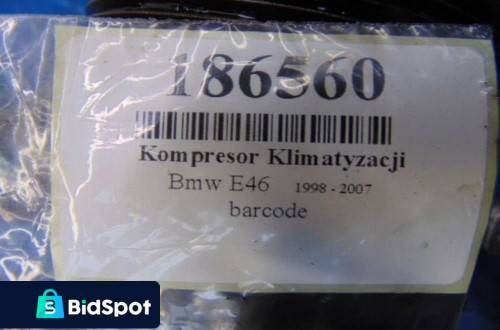 186560
Kompresor Klimatyzacji
Bmw E46 1998 - 2007
barcode
S
BidSpot